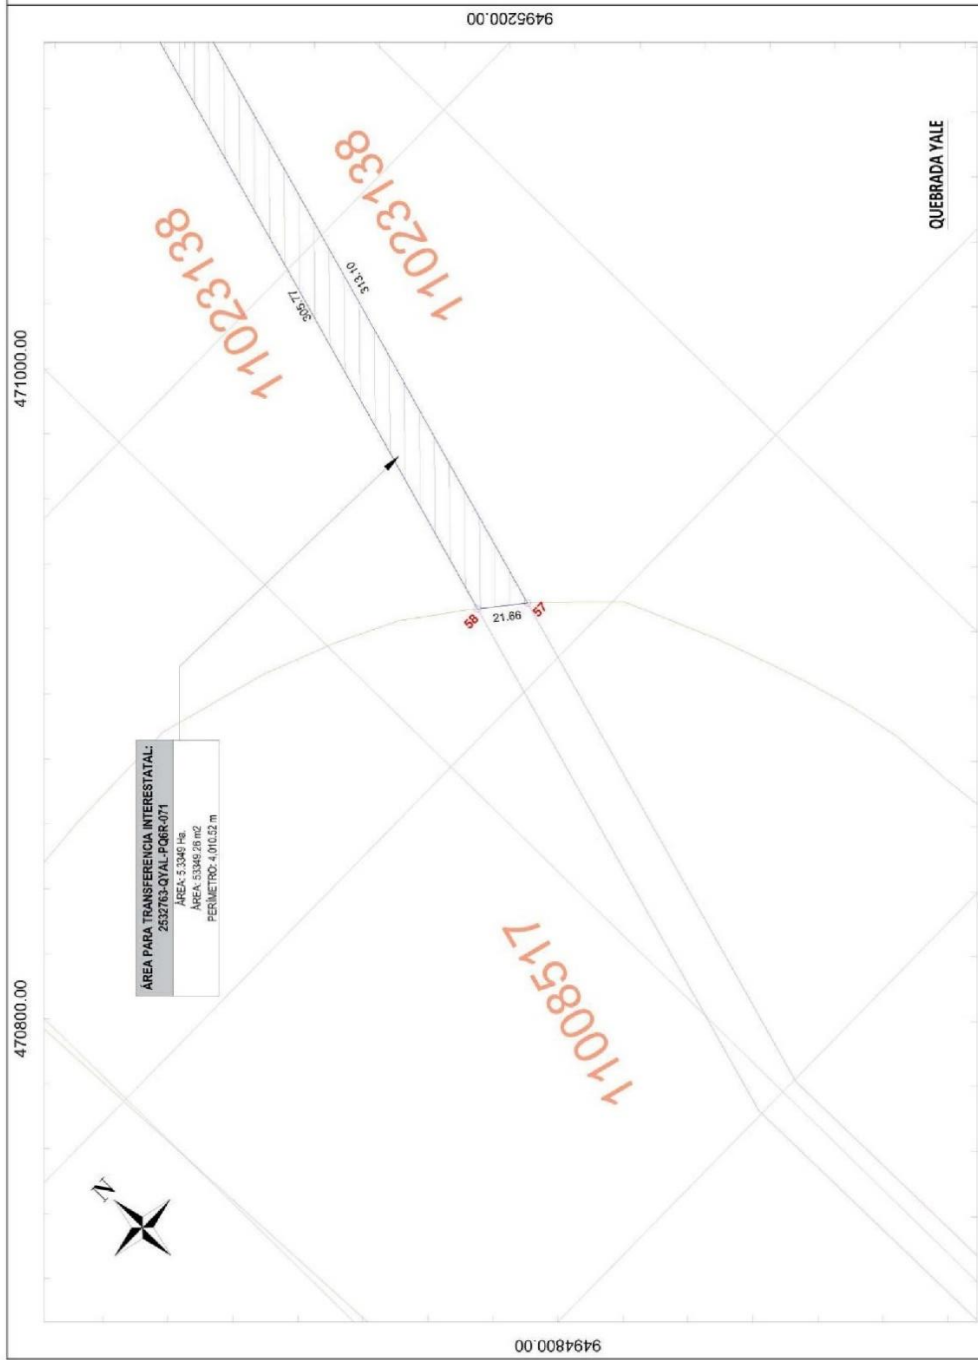 9495200.00
471000.00
470800.00
9494800.00
11023138
11023138
305.77
313.10
58
21.66
57
ÁREA PARA TRANSFERENCIA INTERESTATAL:
2532763-QYAL-PQ6R-071
ÁREA: 5.3349 Ha.
ÁREA: 53349.26 m2
PERÍMETRO: 4,010.52 m
11008517
N
QUEBRADA YALE